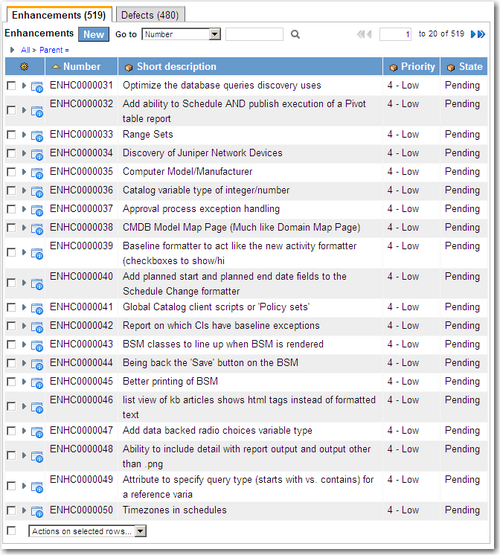 Enhancements (519) Defects (480)
Enhancements New Go to Number 1 to 20 of 519
All > Parent =
Number Short description Priority State
ENHC0000031 Optimize the database queries discovery uses 4 - Low Pending
ENHC0000032 Add ability to Schedule AND publish execution of a Pivot 4 - Low Pending
table report
ENHC0000033 Range Sets 4 - Low Pending
ENHC0000034 Discovery of Juniper Network Devices 4 - Low Pending
ENHC0000035 Computer Model/Manufacturer 4 - Low Pending
ENHC0000036 Catalog variable type of integer/number 4 - Low Pending
ENHC0000037 Approval process exception handling 4 - Low Pending
ENHC0000038 CMDB Model Map Page (Much like Domain Map Page) 4 - Low Pending
ENHC0000039 Baseline formatter to act like the new activity formatter 4 - Low Pending
(checkboxes to show/hi
ENHC0000040 Add planned start and planned end date fields to the 4 - Low Pending
Schedule Change formatter
ENHC0000041 Global Catalog client scripts or 'Policy sets' 4 - Low Pending
ENHC0000042 Report on which CIs have baseline exceptions 4 - Low Pending
ENHC0000043 BSM classes to line up when BSM is rendered 4 - Low Pending
ENHC0000044 Being back the 'Save' button on the BSM 4 - Low Pending
ENHC0000045 Better printing of BSM 4 - Low Pending
ENHC0000046 list view of kb articles shows html tags instead of formatted 4 - Low Pending
text
ENHC0000047 Add data backed radio choices variable type 4 - Low Pending
ENHC0000048 Ability to include detail with report output and output other 4 - Low Pending
than .png
ENHC0000049 Attribute to specify query type (starts with vs. contains) for 4 - Low Pending
a reference varia
ENHC0000050 Timezones in schedules 4 - Low Pending
Actions on selected rows...